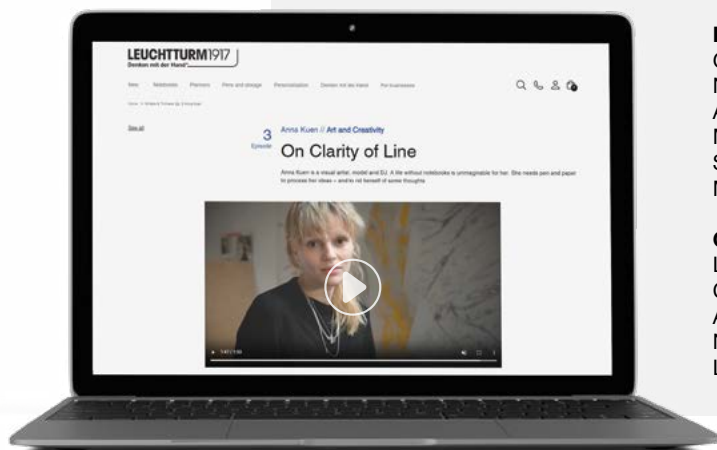 LEUCHTTURM1917
Denken mit der Hand®
New Notebooks Planners Pens and storage Personalisation Denken mit der Hand For businesses
See all
3
Episode
Anna Kuen // Art and Creativity
On Clarity of Line
Anna Kuen is a visual artist, model and DJ. A life without notebooks is unimaginable for her. She needs pen and paper
to process her ideas – and to rid herself of some thoughts